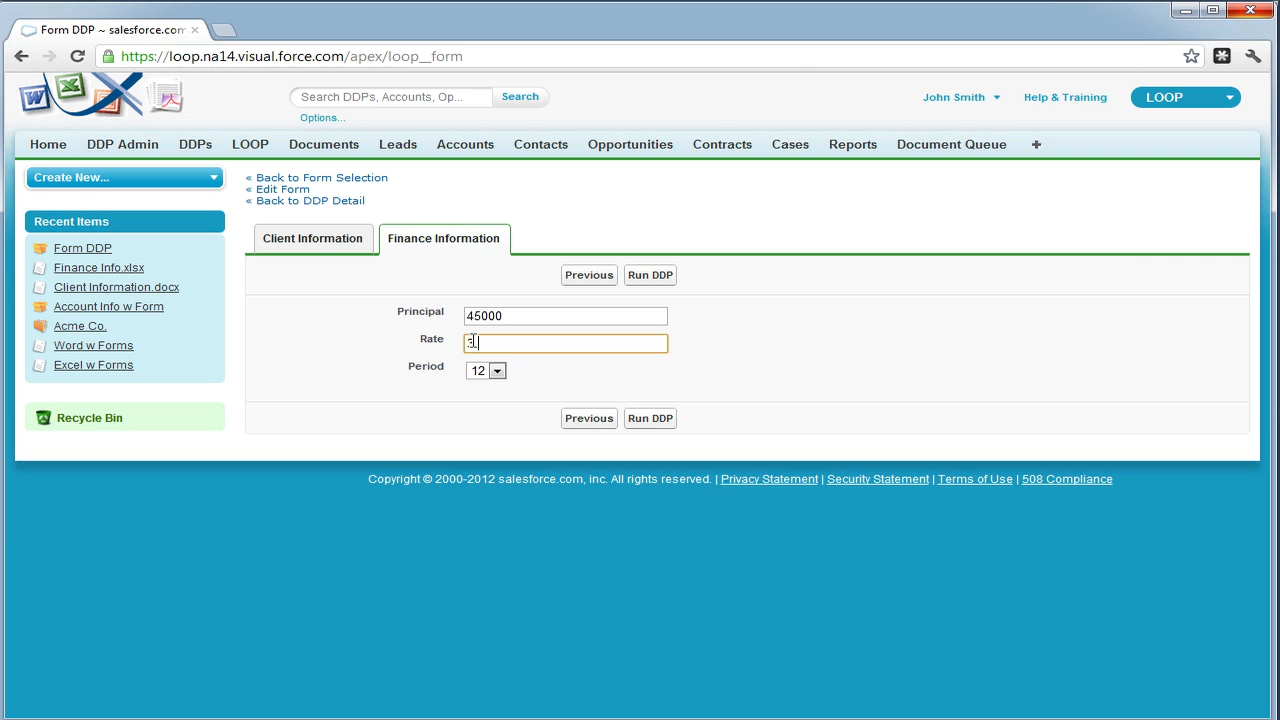 Form DDP ~ salesforce.com
https://loop.na14.visual.force.com/apex/loop__form
W X
Search DDPs, Accounts, Op... Search
Options...
John Smith Help & Training LOOP
Home DDP Admin DDPs LOOP Documents Leads Accounts Contacts Opportunities Contracts Cases Reports Document Queue +
Create New...
Recent Items
Form DDP
Finance Info.xlsx
Client Information.docx
Account Info w Form
Acme Co.
Word w Forms
Excel w Forms
Recycle Bin
« Back to Form Selection
« Edit Form
« Back to DDP Detail
Client Information Finance Information
Previous Run DDP
Principal 45000
Rate
Period 12
Previous Run DDP
Copyright © 2000-2012 salesforce.com, inc. All rights reserved. | Privacy Statement | Security Statement | Terms of Use | 508 Compliance